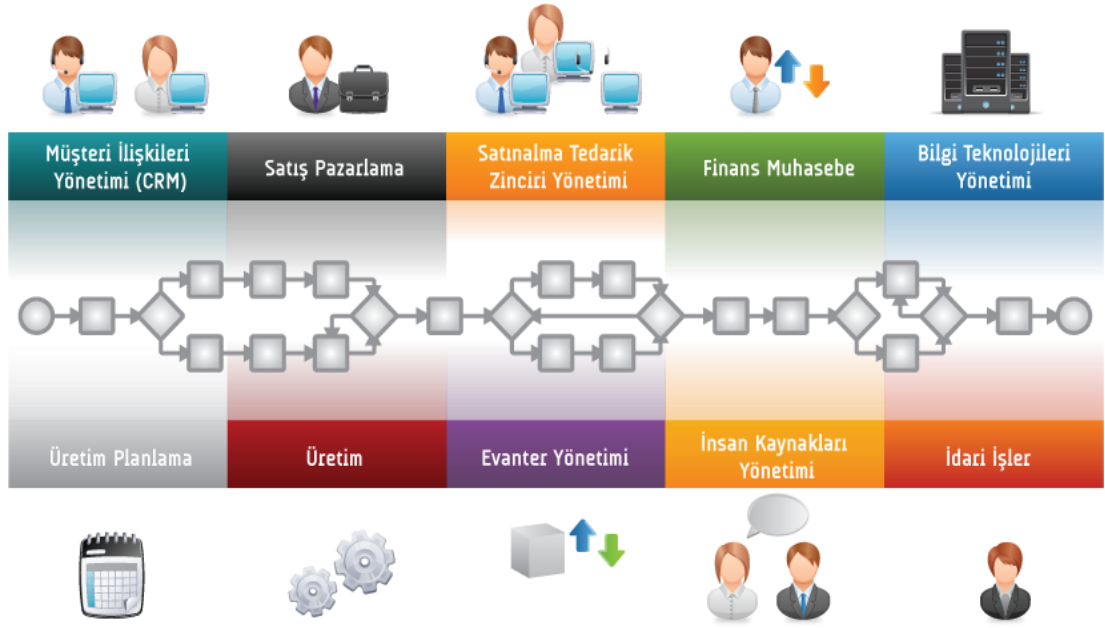 Müşteri İlişkileri
Yönetimi (CRM)
Satış Pazarlama
Satınalma Tedarik
Zinciri Yönetimi
Finans Muhasebe
Bilgi Teknolojileri
Yönetimi
Üretim Planlama
Üretim
Evanter Yönetimi
İnsan Kaynakları
Yönetimi
İdari İşler